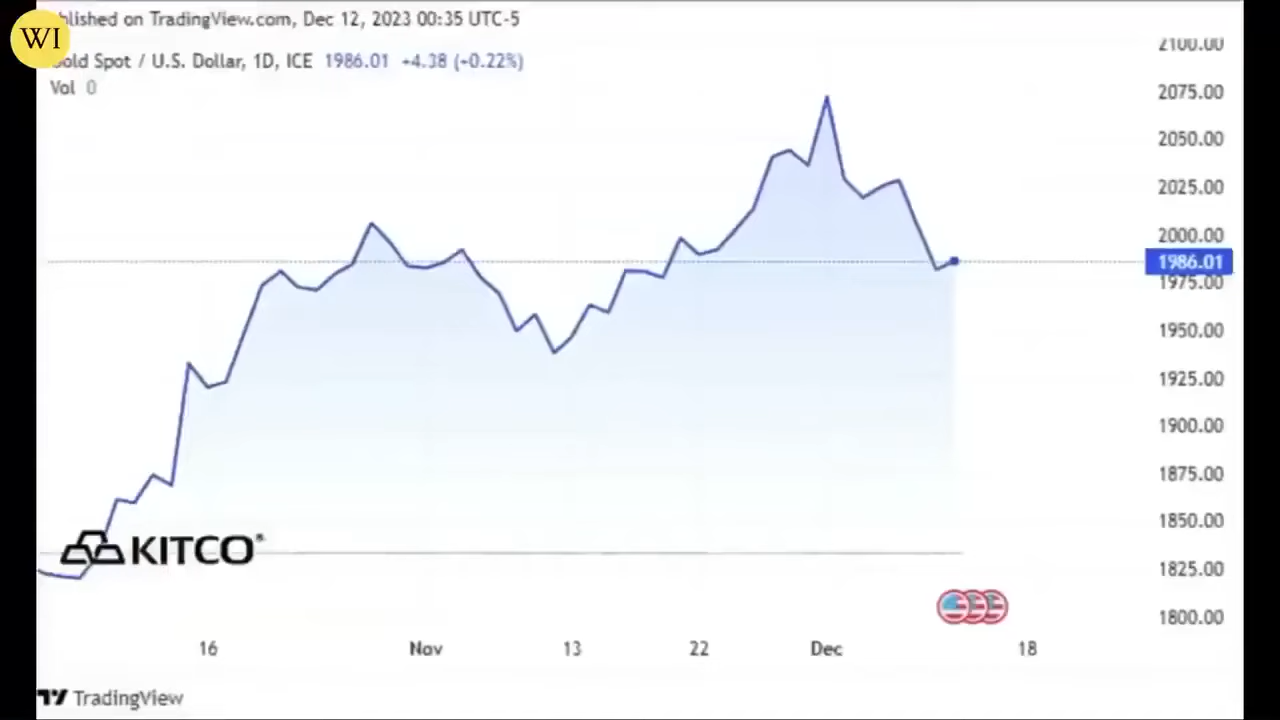 WI
blished on TradingView.com, Dec 12, 2023 00:35 UTC-5
old Spot / U.S. Dollar, 1D, ICE 1986.01 +4.38 (+0.22%)
Vol 0
2100.00
2075.00
2050.00
2025.00
2000.00
1986.01
1975.00
1950.00
1925.00
1900.00
1875.00
1850.00
1825.00
1800.00
KITCO®
16 Nov 13 22 Dec 18
TradingView